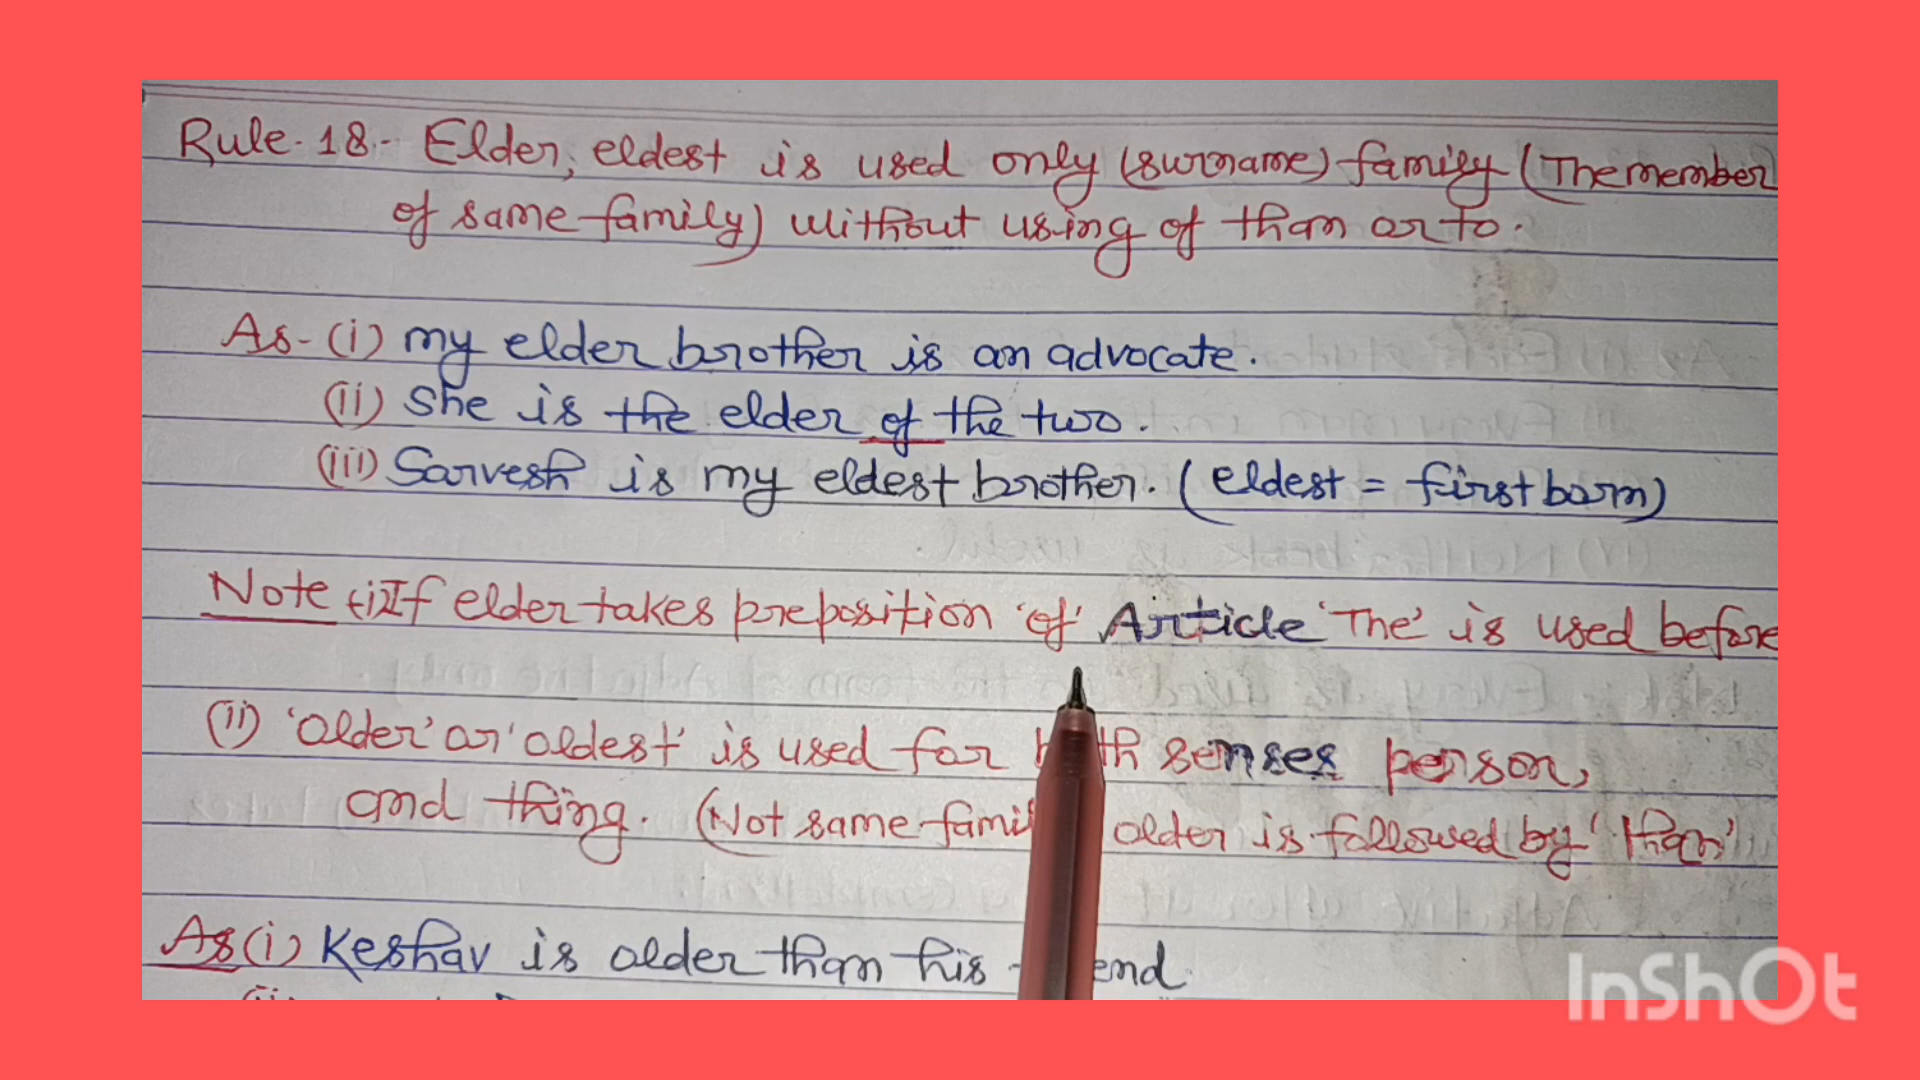 Rule-18- Elder, eldest is used only (surname) family (The member
of same family) without using of than or to.
As-(i) my elder brother is an advocate.
(ii) She is the elder of the two.
(iii) Sarvesh is my eldest brother. (eldest = first born)
Note (i) If elder takes preposition 'of' Article 'The' is used before
(ii) 'older' or 'oldest' is used for senses person,
and thing. (Not same older is followed by 'than'
As (i) Keshav is older than his
InShOt